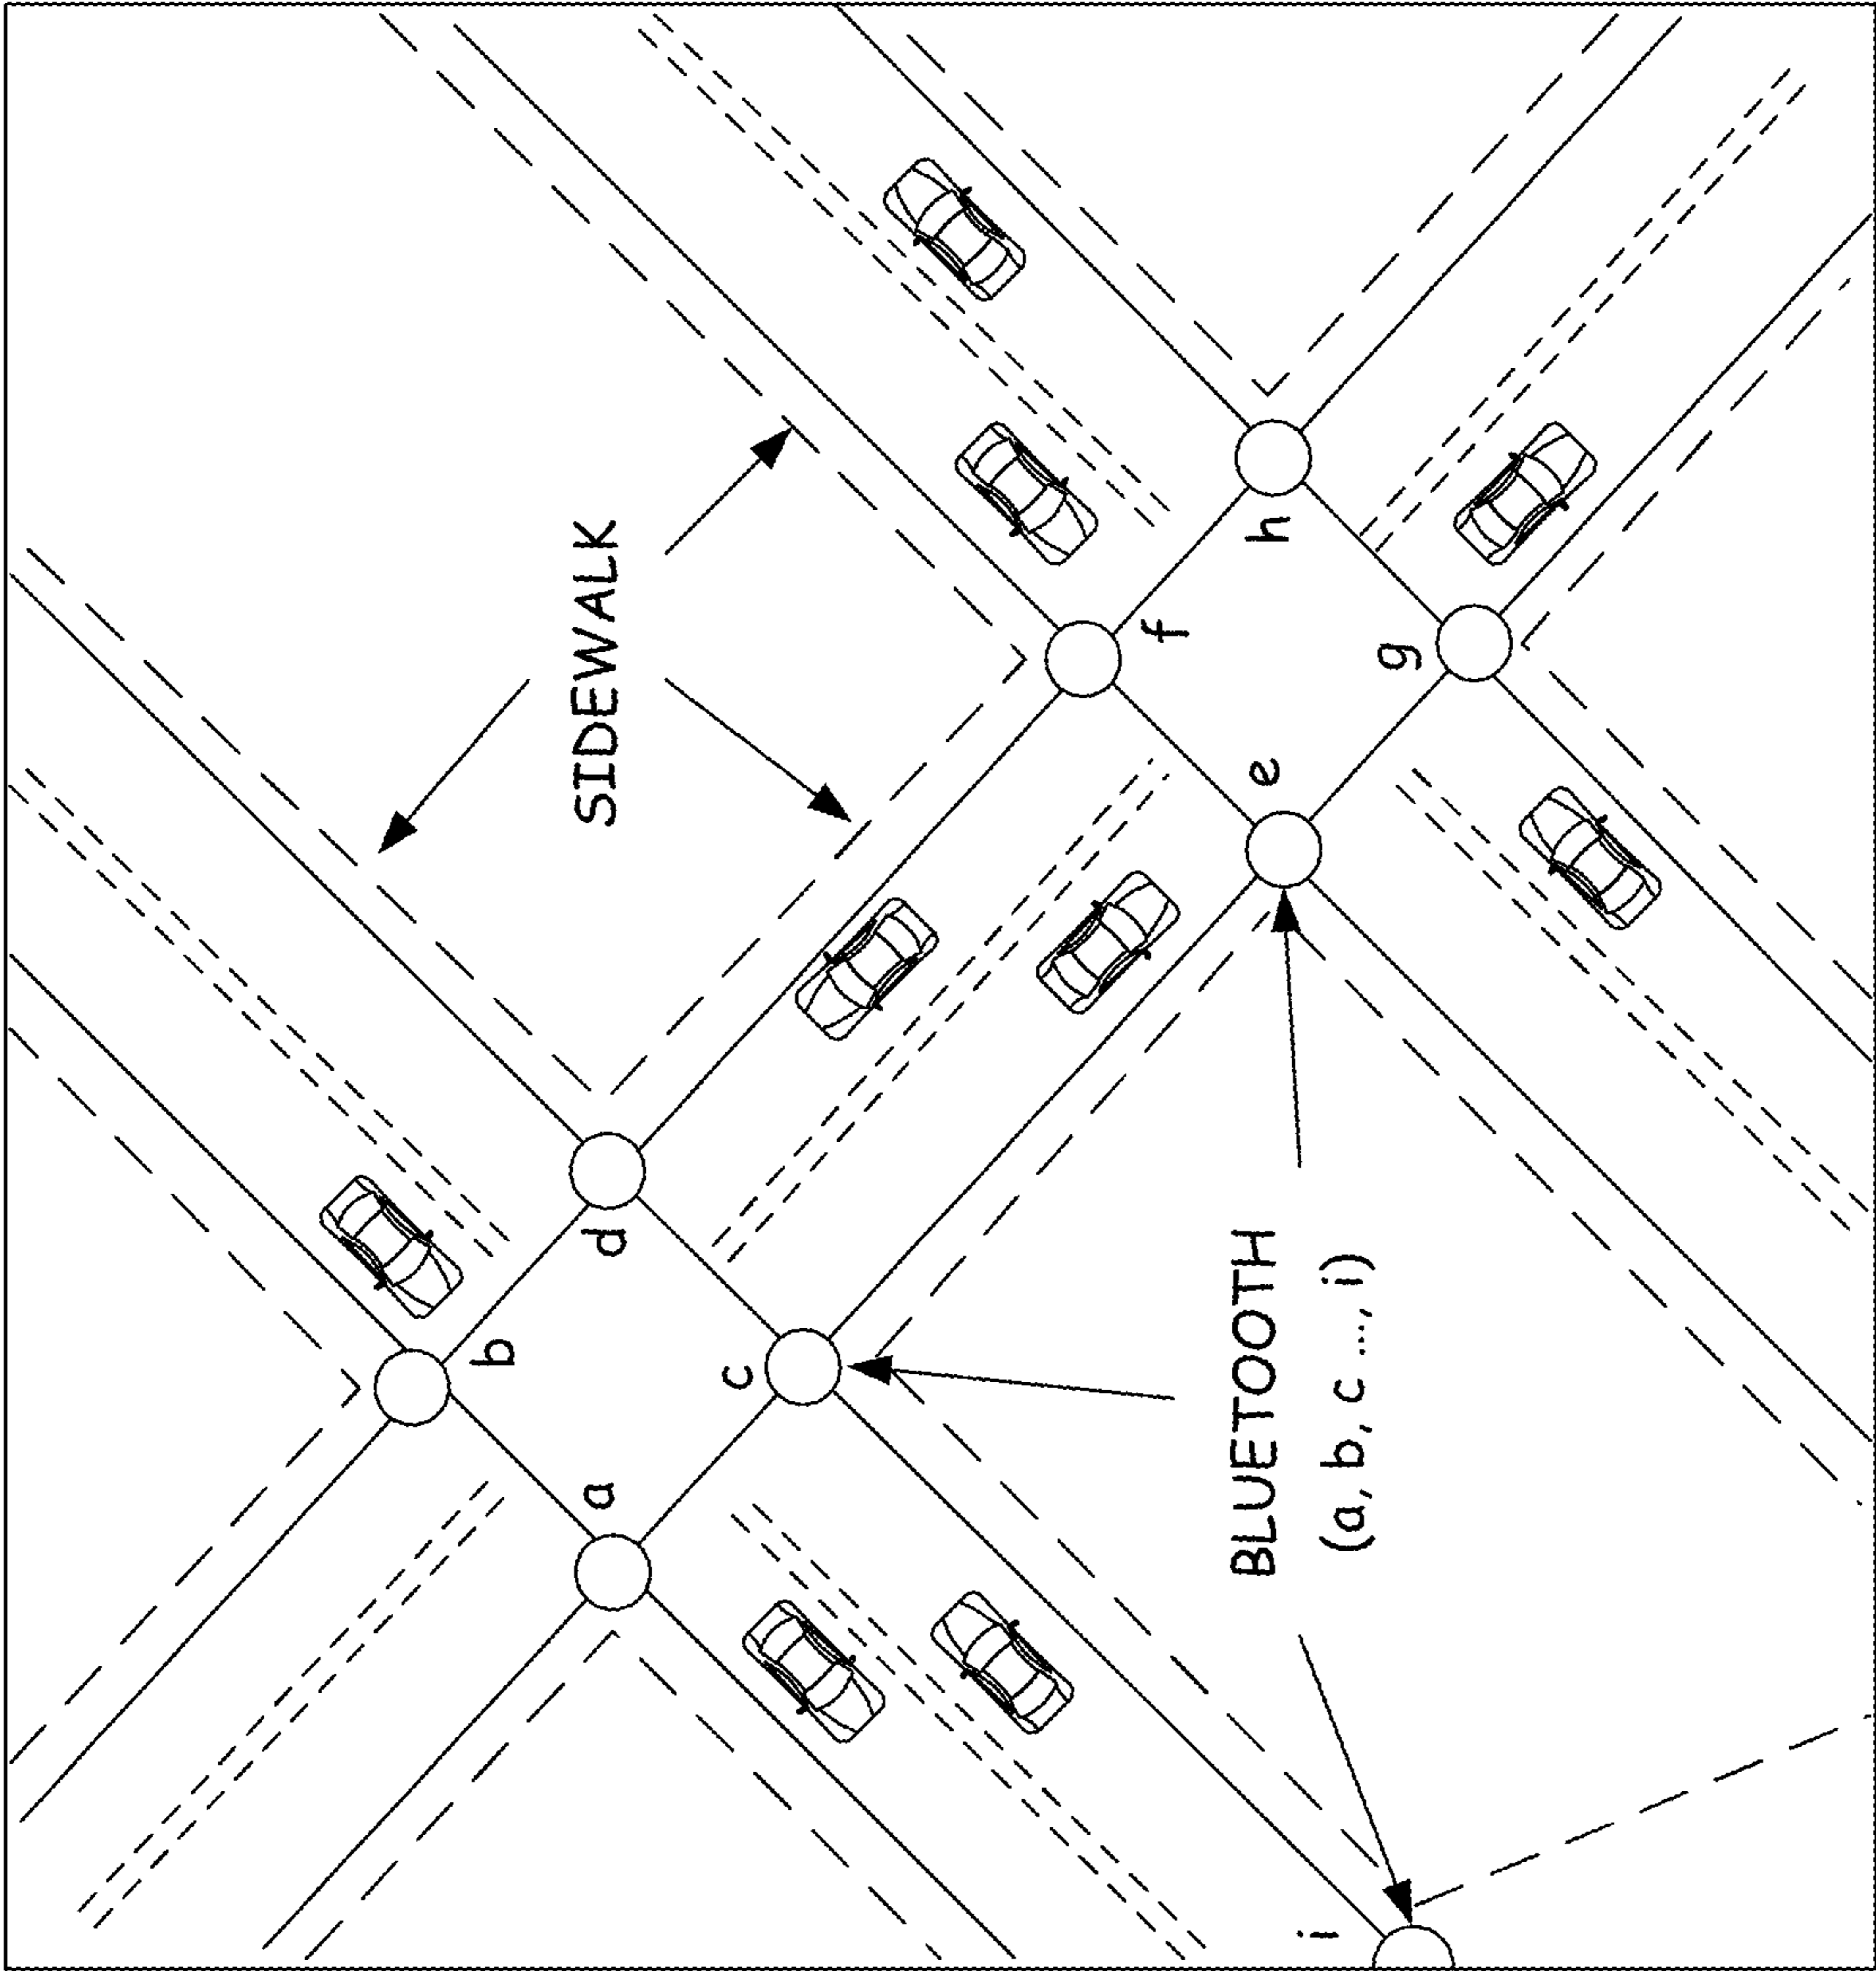 SIDEWALK
b
d
f
h
a
c
e
g
BLUETOOTH
(a, b, c ...., i)
i